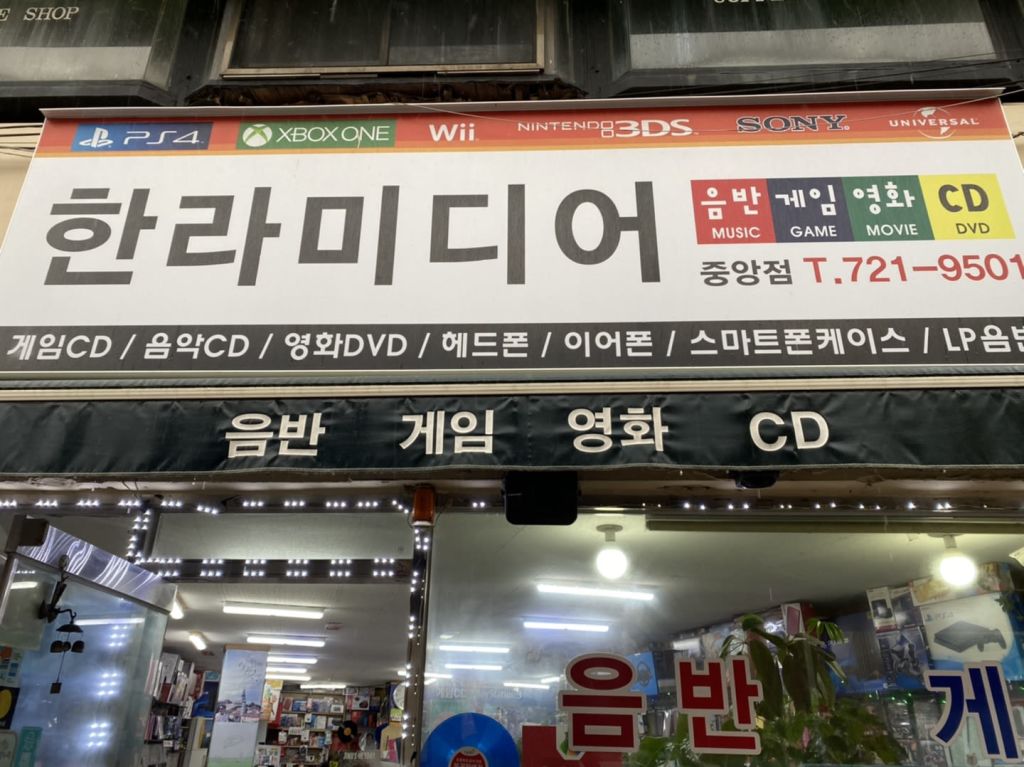 E SHOP
PS4 XBOX ONE Wii NINTENDO 3DS SONY UNIVERSAL
한라미디어
음반 게임 영화 CD
MUSIC GAME MOVIE DVD
중앙점 T.721-9501
게임CD / 음악CD / 영화DVD / 헤드폰 / 이어폰 / 스마트폰케이스 / LP음반
음반 게임 영화 CD
PS4
음반 게